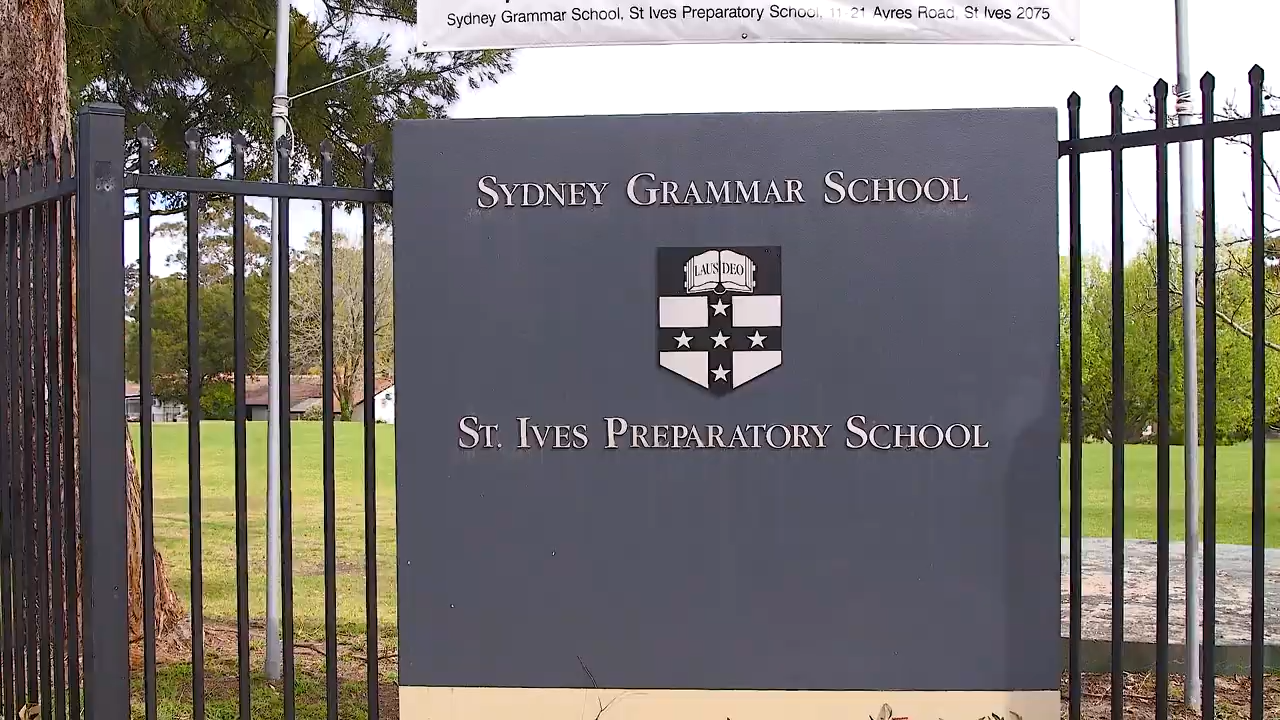 Sydney Grammar School, St Ives Preparatory School, 11-21 Ayres Road, St Ives 2075
SYDNEY GRAMMAR SCHOOL
LAUS DEO
ST. IVES PREPARATORY SCHOOL